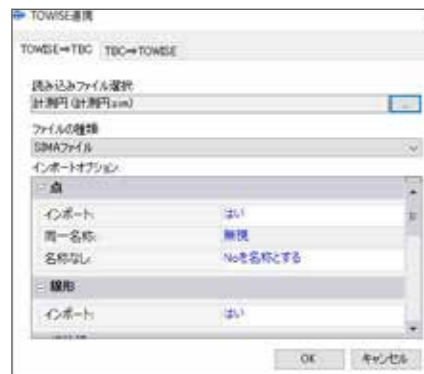 TOWISE連携
TOWISE⇒TBC TBC⇒TOWISE
読み込みファイル選択
計測円 (計測円.sim)
...
ファイルの種類
SIMAファイル
インポートオプション
点
インポート: はい
同一名称: 無視
名称なし: Noを名称とする
線形
インポート: はい
OK キャンセル